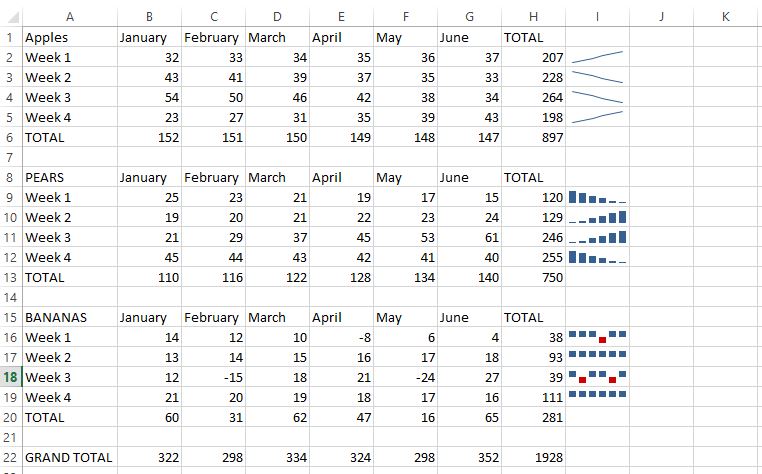 A B C D E F G H I J K
1 Apples January February March April May June TOTAL
2 Week 1 32 33 34 35 36 37 207
3 Week 2 43 41 39 37 35 33 228
4 Week 3 54 50 46 42 38 34 264
5 Week 4 23 27 31 35 39 43 198
6 TOTAL 152 151 150 149 148 147 897
7
8 PEARS January February March April May June TOTAL
9 Week 1 25 23 21 19 17 15 120
10 Week 2 19 20 21 22 23 24 129
11 Week 3 21 29 37 45 53 61 246
12 Week 4 45 44 43 42 41 40 255
13 TOTAL 110 116 122 128 134 140 750
14
15 BANANAS January February March April May June TOTAL
16 Week 1 14 12 10 -8 6 4 38
17 Week 2 13 14 15 16 17 18 93
18 Week 3 12 -15 18 21 -24 27 39
19 Week 4 21 20 19 18 17 16 111
20 TOTAL 60 31 62 47 16 65 281
21
22 GRAND TOTAL 322 298 334 324 298 352 1928